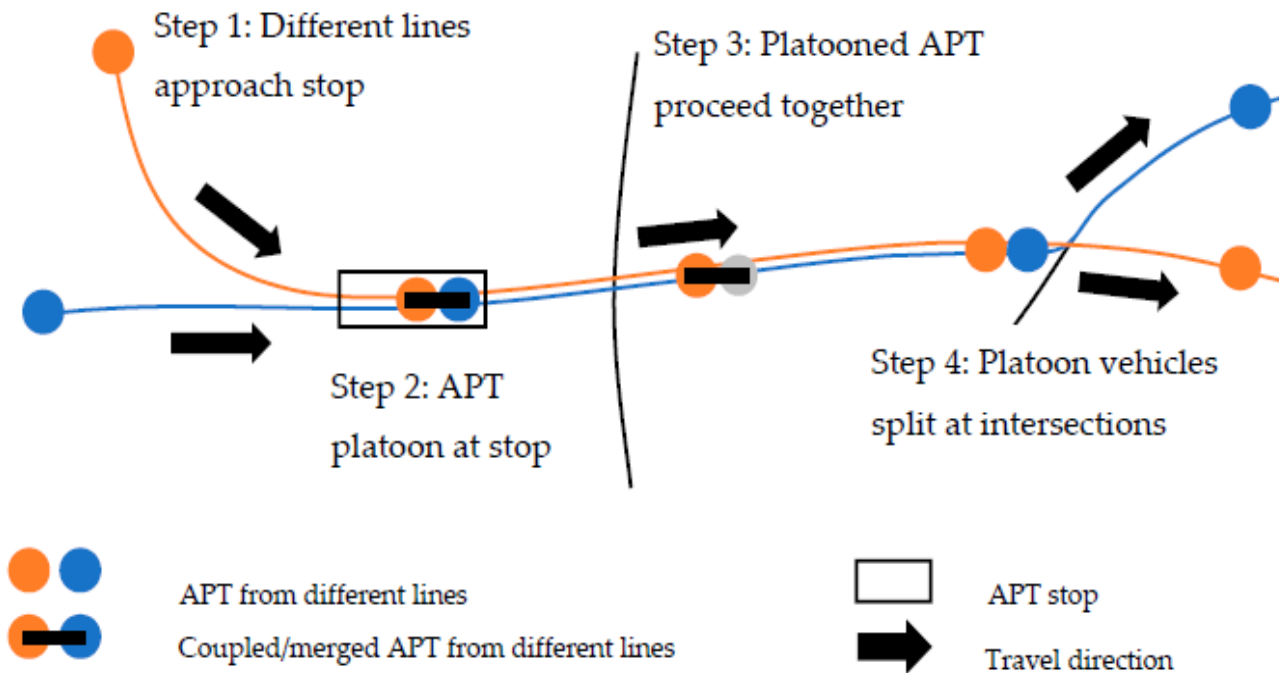 Step 1: Different lines
approach stop
Step 3: Platooned APT
proceed together
Step 2: APT
platoon at stop
Step 4: Platoon vehicles
split at intersections
APT from different lines
Coupled/merged APT from different lines
APT stop
Travel direction